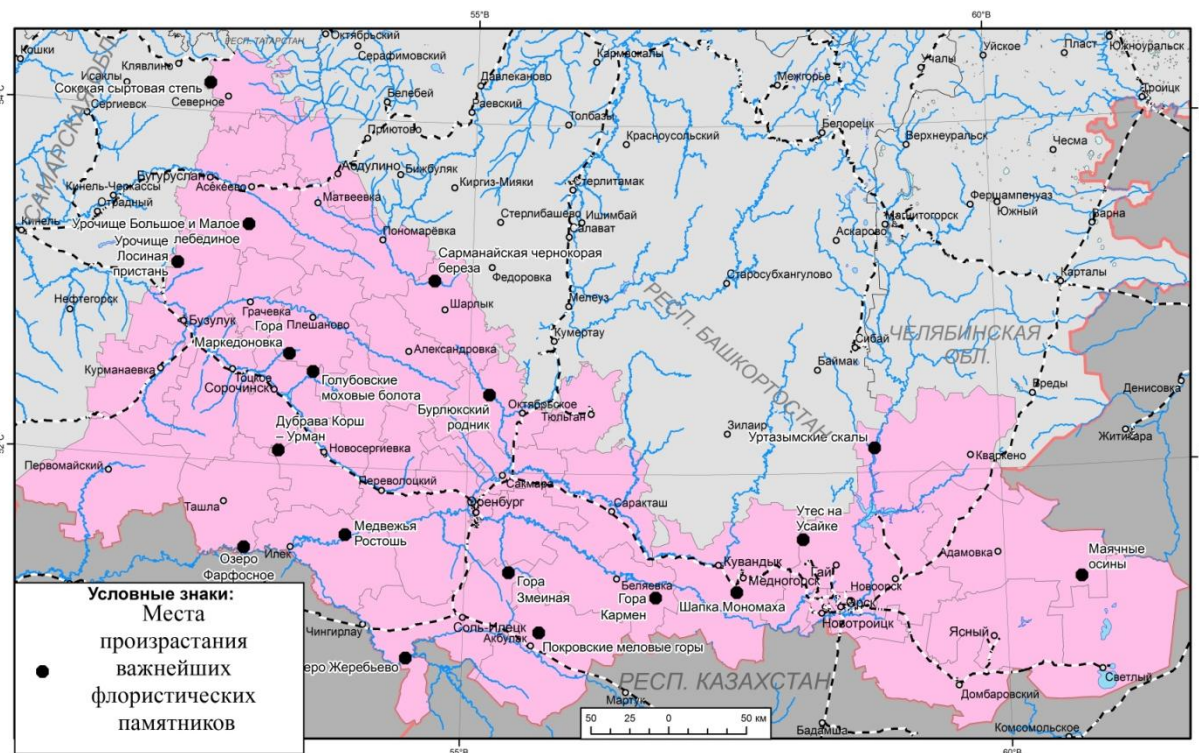 55°В
60°В
Октябрьский
РЕСП. ТАТАРСТАН
Серафимовский
Кошки
Клявлино
Исаклы
Сокская сыртовая степь
Сергиевск
Северное
САМАРСКАЯ ОБЛ.
Белебей
Приютово
Давлеканово
Раевский
Кармаскалы
Толбазы
Красноусольский
Межгорье
Белорецк
Учалы
Уйское
Пласт
Южноуральск
Троицк
Верхнеуральск
Чесма
Бугуруслан
Асекеево
Абдулино
Бижбуляк
Матвеевка
Киргиз-Мияки
Стерлитамак
Кинель-Черкассы
Отрадный
Кинель
Урочище Большое и Малое
лебединое
Урочище
Лосиная
пристань
Пономарёвка
Стерлибашево
Ишимбай
Салават
Фершампенуаз
Южный
Магнитогорск
Аскарово
Варна
Сарманайская чернокорая
береза
Федоровка
Шарлык
Мелеуз
Старосубхангулово
Карталы
Нефтегорск
Грачевка
Бузулук
Плешаново
Гора
Маркедоновка
Александровка
Кумертау
РЕСП. БАШКОРТОСТАН
ЧЕЛЯБИНСКАЯ
ОБЛ.
Сибай
Баймак
Курманаевка
Тоцкое
Сорочинск
Голубовские
моховые болота
Бурлюкский
родник
Октябрьское
Тюльган
Бреды
Денисовка
Житикара
Дубрава Корш
– Урман
Новосергиевка
Зилаир
Уртазымские скалы
Кваркено
Первомайский
Переволоцкий
Сакмара
Оренбург
Саракташ
Ташла
Медвежья
Ростошь
Илек
Озеро
Фарфосное
Утес на
Усайке
Адамовка
Маячные
осины
Кувандык
Медногорск
Гай
Новоорск
Орск
Новотроицк
Беляевка
Гора
Кармен
Шапка Мономаха
Гора
Змеиная
Соль-Илецк
Акбулак
Покровские меловые горы
Чингирлау
Ясный
Домбаровский
Светлый
РЕСП. КАЗАХСТАН
Мартук
Бадамша
Комсомольское
Условные знаки:
Места
произрастания
важнейших
флористических
памятников
50 25 0 50 км
55°В
60°В